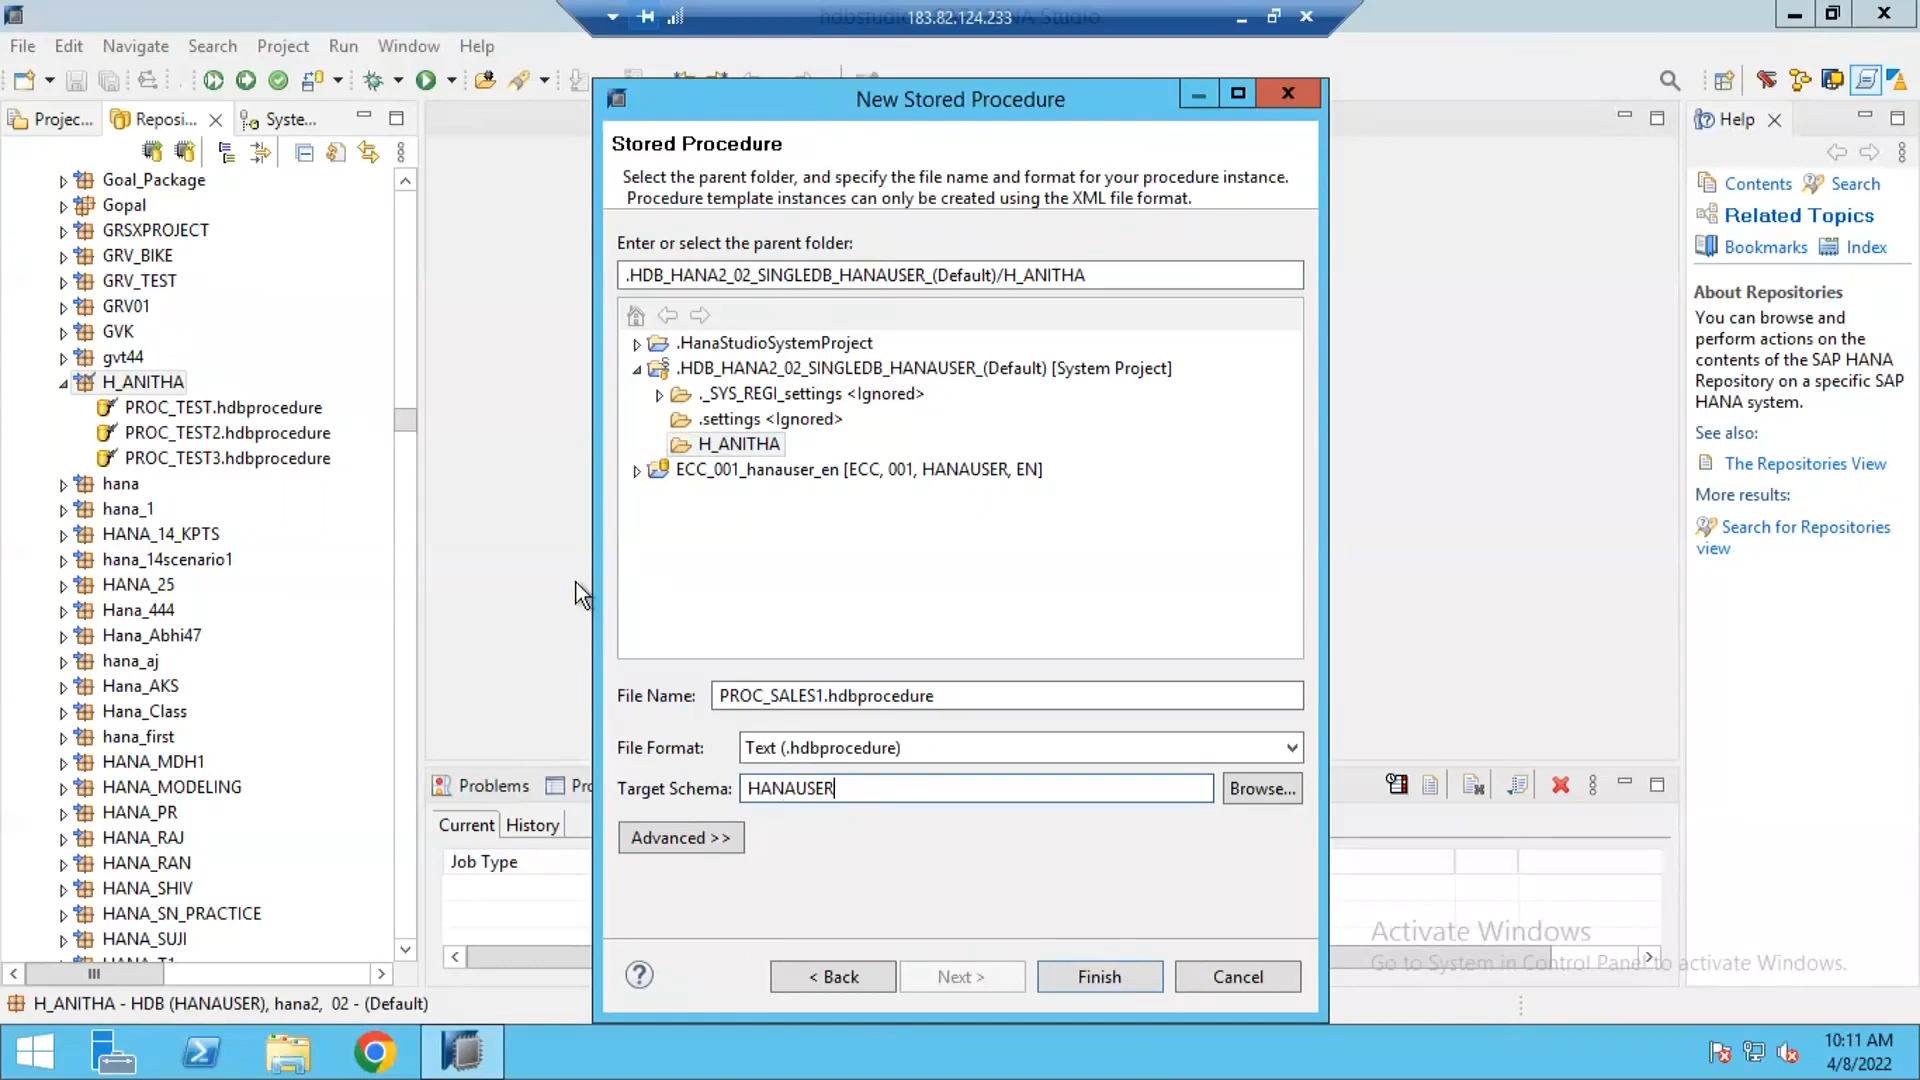 183.82.124.233
File Edit Navigate Search Project Run Window Help
Projec... Reposi... Syste...
Goal_Package
Gopal
GRSXPROJECT
GRV_BIKE
GRV_TEST
GRV01
GVK
gvt44
H_ANITHA
PROC_TEST.hdbprocedure
PROC_TEST2.hdbprocedure
PROC_TEST3.hdbprocedure
hana
hana_1
HANA_14_KPTS
hana_14scenario1
HANA_25
Hana_444
Hana_Abhi47
hana_aj
Hana_AKS
Hana_Class
hana_first
HANA_MDH1
HANA_MODELING
HANA_PR
HANA_RAJ
HANA_RAN
HANA_SHIV
HANA_SN_PRACTICE
HANA_SUJI
H_ANITHA - HDB (HANAUSER), hana2, 02 - (Default)
New Stored Procedure
Stored Procedure
Select the parent folder, and specify the file name and format for your procedure instance.
Procedure template instances can only be created using the XML file format.
Enter or select the parent folder:
.HDB_HANA2_02_SINGLEDB_HANAUSER_(Default)/H_ANITHA
.HanaStudioSystemProject
.HDB_HANA2_02_SINGLEDB_HANAUSER_(Default) [System Project]
._SYS_REGI_settings <Ignored>
.settings <Ignored>
H_ANITHA
ECC_001_hanauser_en [ECC, 001, HANAUSER, EN]
File Name: PROC_SALES1.hdbprocedure
File Format: Text (.hdbprocedure)
Target Schema: HANAUSER Browse...
Advanced >>
< Back Next > Finish Cancel
Problems
Current History
Job Type
Help
Contents Search
Related Topics
Bookmarks Index
About Repositories
You can browse and
perform actions on the
contents of the SAP HANA
Repository on a specific SAP
HANA system.
See also:
The Repositories View
More results:
Search for Repositories
view
Activate Windows
Go to System in Control Panel to activate Windows.
10:11 AM
4/8/2022